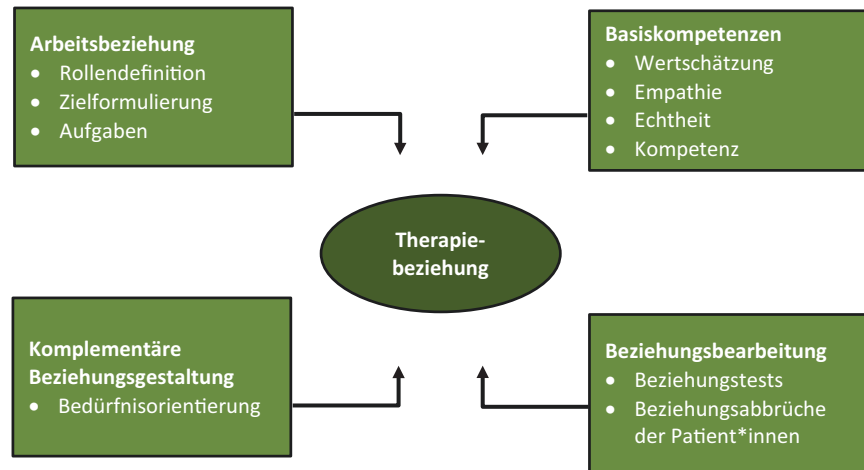 Arbeitsbeziehung
• Rollendefinition
• Zielformulierung
• Aufgaben
Basiskompetenzen
• Wertschätzung
• Empathie
• Echtheit
• Kompetenz
Therapie-
beziehung
Komplementäre
Beziehungsgestaltung
• Bedürfnisorientierung
Beziehungsbearbeitung
• Beziehungstests
• Beziehungsabbrüche
der Patient*innen